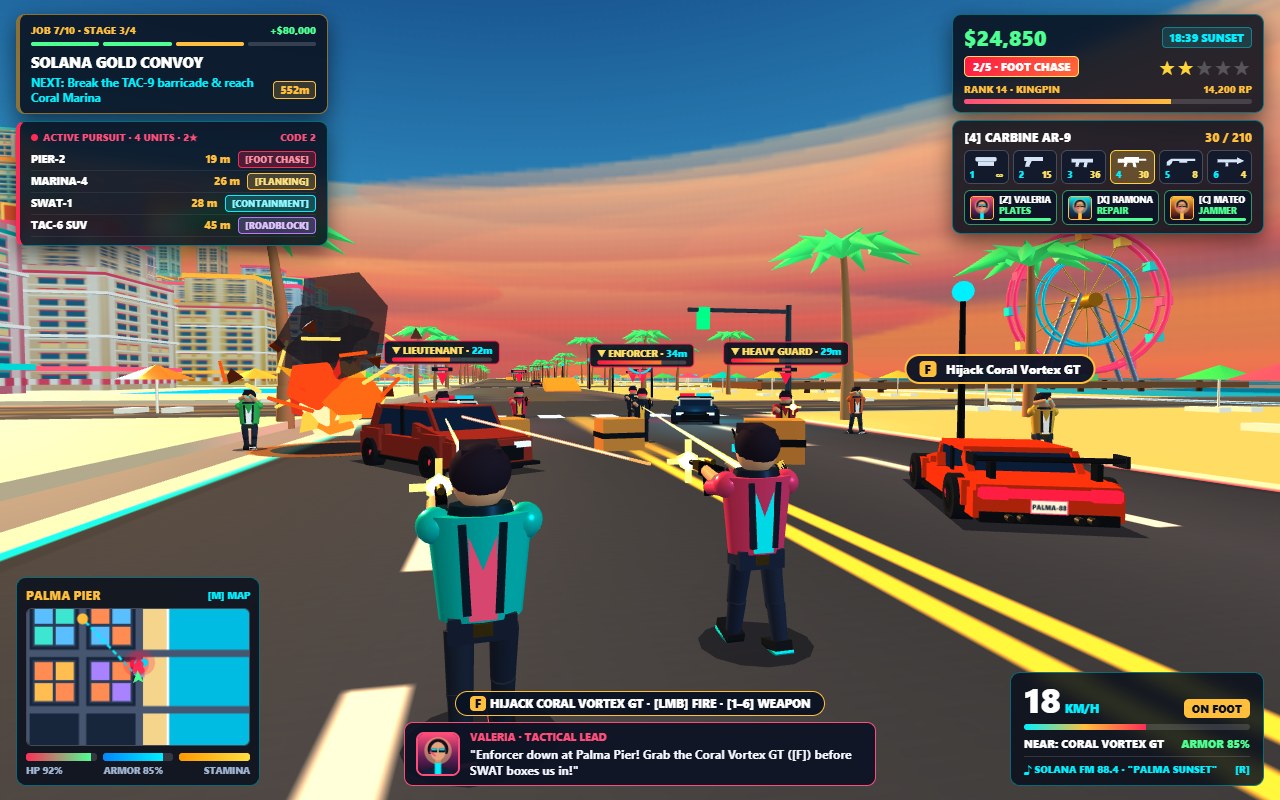 JOB 7/10 · STAGE 3/4 +$80,000
SOLANA GOLD CONVOY
NEXT: Break the TAC-9 barricade & reach
Coral Marina
552m
ACTIVE PURSUIT · 4 UNITS · 2★ CODE 2
PIER-2 19 m [FOOT CHASE]
MARINA-4 26 m [FLANKING]
SWAT-1 28 m [CONTAINMENT]
TAC-6 SUV 45 m [ROADBLOCK]
$24,850 18:39 SUNSET
2/5 · FOOT CHASE
RANK 14 · KINGPIN 14,200 RP
[4] CARBINE AR-9 30 / 210
1 ∞ 2 15 3 36 4 30 5 8 6 4
[Z] VALERIA
PLATES
[X] RAMONA
REPAIR
[C] MATEO
JAMMER
▼ LIEUTENANT · 22m
▼ ENFORCER · 34m
▼ HEAVY GUARD · 29m
F Hijack Coral Vortex GT
PALMA-88
PALMA PIER [M] MAP
HP 92% ARMOR 85% STAMINA
F HIJACK CORAL VORTEX GT · [LMB] FIRE · [1–6] WEAPON
VALERIA · TACTICAL LEAD
"Enforcer down at Palma Pier! Grab the Coral Vortex GT ([F]) before
SWAT boxes us in!"
18 KM/H ON FOOT
NEAR: CORAL VORTEX GT ARMOR 85%
♪ SOLANA FM 88.4 · "PALMA SUNSET" [R]